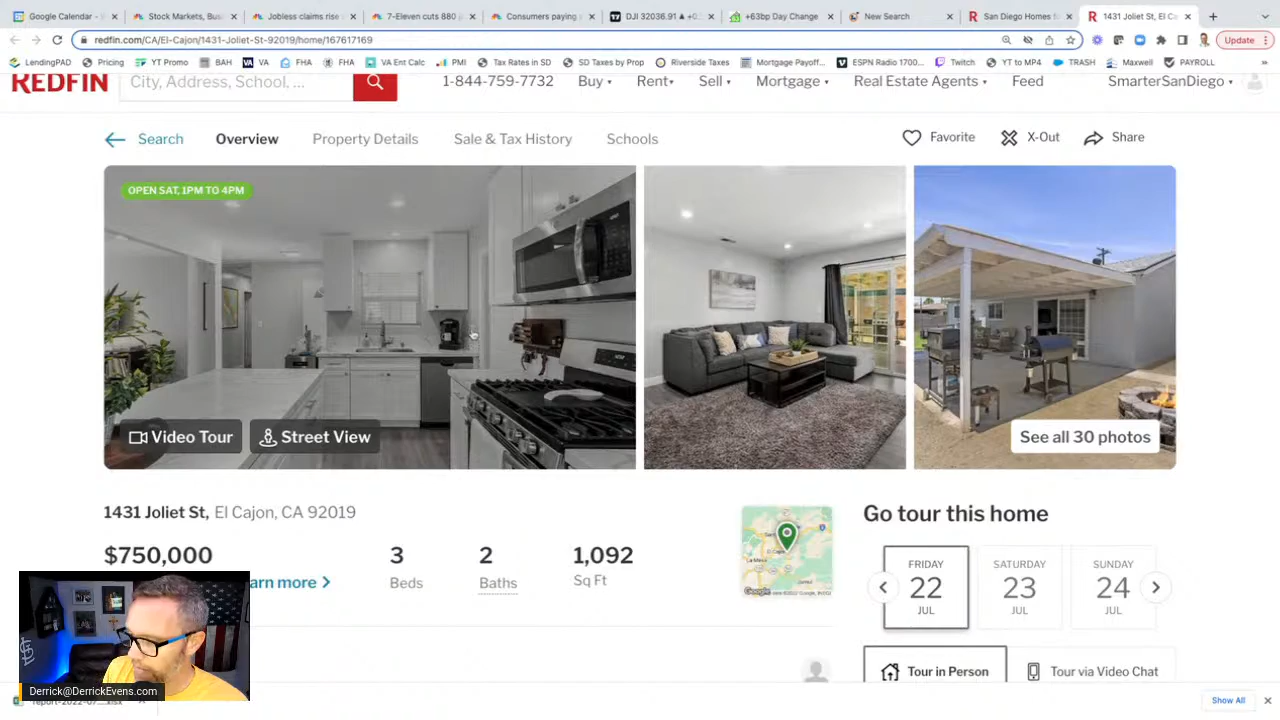 Google Calendar -
Stock Markets, Bus
Jobless claims rise
7-Eleven cuts 880
Consumers paying
DJI 32036.91 ▲ +0.
+63bp Day Change
New Search
San Diego Homes f
1431 Joliet St, El C
redfin.com/CA/El-Cajon/1431-Joliet-St-92019/home/167617169
Update
LendingPAD
Pricing
YT Promo
BAH
VA
FHA
FHA
VA Ent Calc
PMI
Tax Rates in SD
SD Taxes by Prop
Riverside Taxes
Mortgage Payoff...
ESPN Radio 1700...
Twitch
YT to MP4
TRASH
Maxwell
PAYROLL
REDFIN
City, Address, School, ...
1-844-759-7732
Buy
Rent
Sell
Mortgage
Real Estate Agents
Feed
SmarterSanDiego
Search
Overview
Property Details
Sale & Tax History
Schools
Favorite
X-Out
Share
OPEN SAT, 1PM TO 4PM
Video Tour
Street View
See all 30 photos
1431 Joliet St, El Cajon, CA 92019
$750,000
3
Beds
2
Baths
1,092
Sq Ft
arn more
Google
Go tour this home
FRIDAY
22
JUL
SATURDAY
23
JUL
SUNDAY
24
JUL
Tour in Person
Tour via Video Chat
Derrick@DerrickEvens.com
report-2022-07....xlsx
Show All